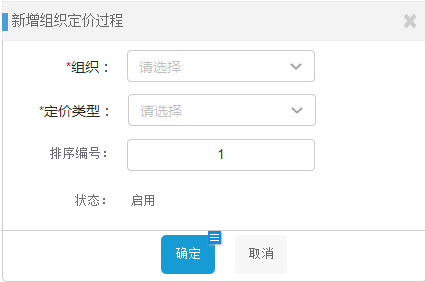 新增组织定价过程
*组织： 请选择
*定价类型： 请选择
排序编号： 1
状态： 启用
确定 取消